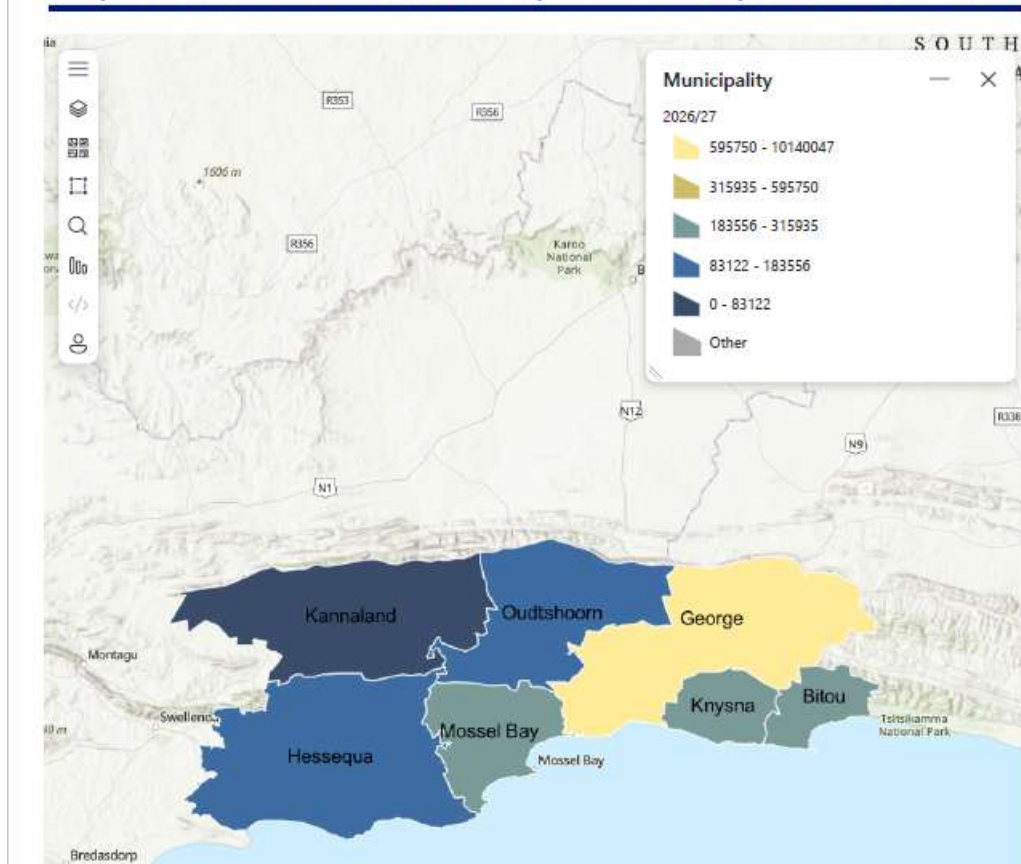 SOUTH
Municipality
2026/27
595750 - 10140047
315935 - 595750
183556 - 315935
83122 - 183556
0 - 83122
Other
R353
R356
1606 m
R356
Karoo
National
Park
N12
R338
N9
N1
Kannaland
Oudtshoorn
George
Montagu
Knysna
Bitou
Mossel Bay
Tsitsikamma
National Park
Hessequa
Mossel Bay
Bredasdorp